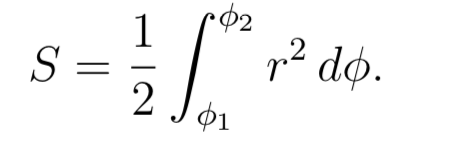 $S = \frac{1}{2} \int_{\phi_1}^{\phi_2} r^2 \, d\phi.$